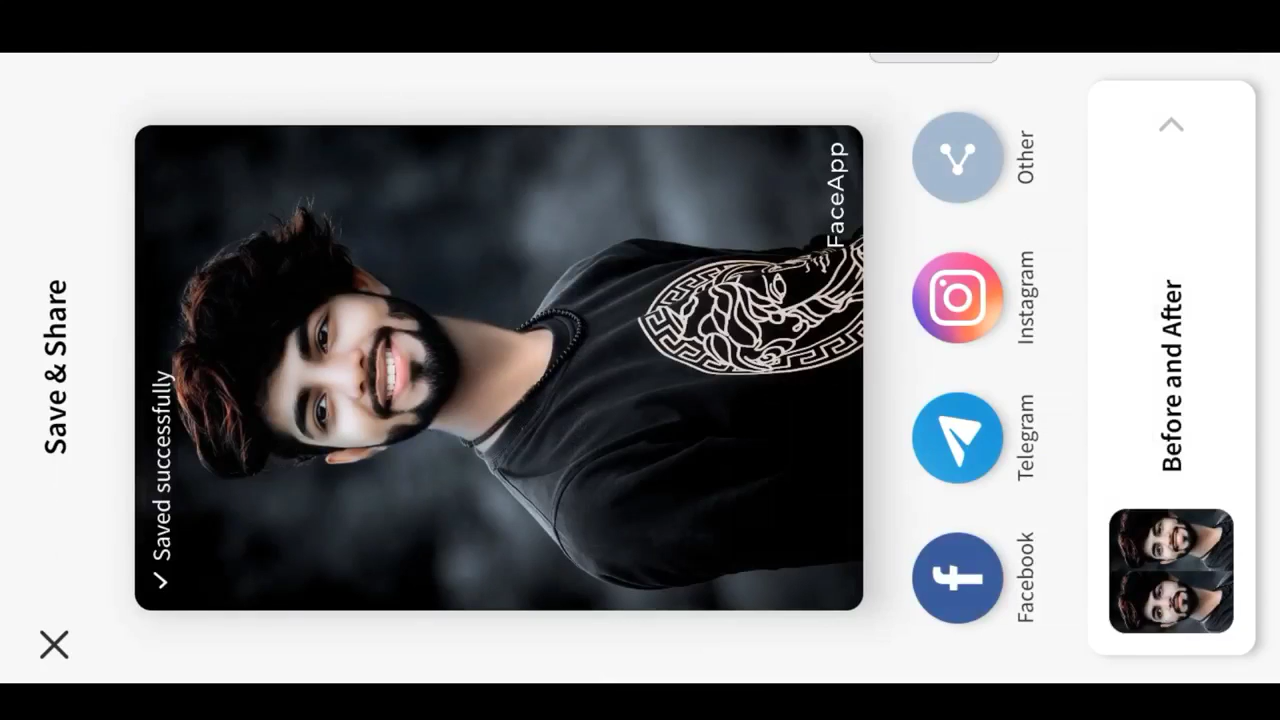 Save & Share
✓ Saved successfully
FaceApp
Facebook
Telegram
Instagram
Other
Before and After